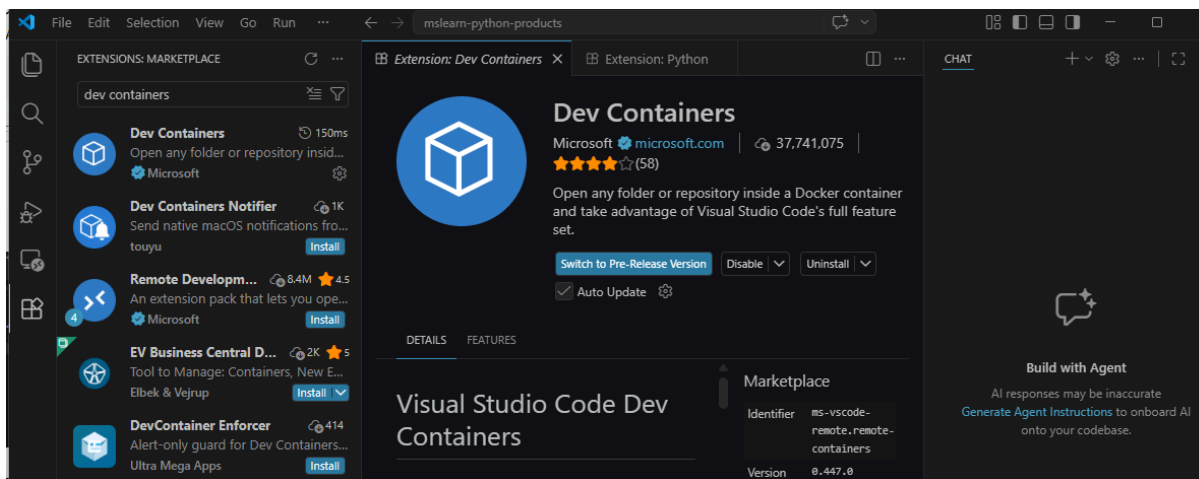 File Edit Selection View Go Run ··· mslearn-python-products
EXTENSIONS: MARKETPLACE
dev containers
Dev Containers 150ms
Open any folder or repository insid...
Microsoft
Dev Containers Notifier 1K
Send native macOS notifications fro...
touyu Install
Remote Developm... 8.4M 4.5
An extension pack that lets you ope...
4 Microsoft Install
EV Business Central D... 2K 5
Tool to Manage: Containers, New E...
Elbek & Vejrup Install
DevContainer Enforcer 414
Alert-only guard for Dev Containers...
Ultra Mega Apps Install
Extension: Dev Containers Extension: Python
Dev Containers
Microsoft microsoft.com 37,741,075
(58)
Open any folder or repository inside a Docker container
and take advantage of Visual Studio Code's full feature
set.
Switch to Pre-Release Version Disable Uninstall
Auto Update
DETAILS FEATURES
Visual Studio Code Dev
Containers
Marketplace
Identifier ms-vscode-
remote.remote-
containers
Version 0.447.0
CHAT
Build with Agent
AI responses may be inaccurate
Generate Agent Instructions to onboard AI
onto your codebase.